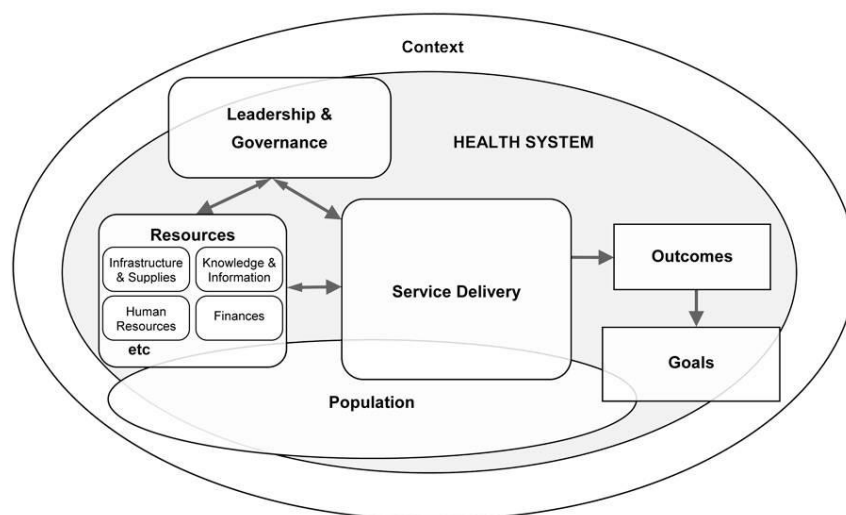 Context
Leadership &
Governance
HEALTH SYSTEM
Resources
Infrastructure
& Supplies
Knowledge &
Information
Human
Resources
Finances
etc
Service Delivery
Outcomes
Goals
Population